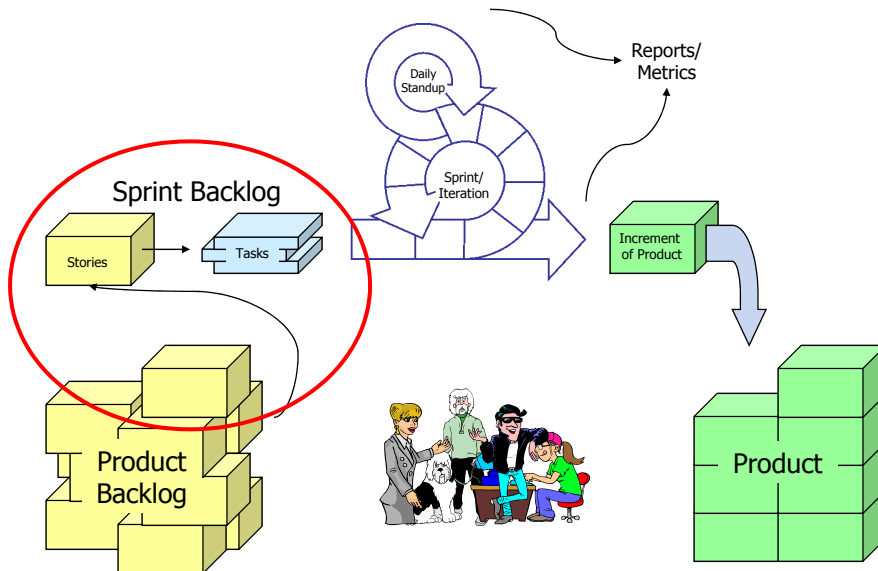 Daily
Standup
Reports/
Metrics
Sprint/
Iteration
Sprint Backlog
Stories
Tasks
Increment
of Product
Product
Backlog
Product